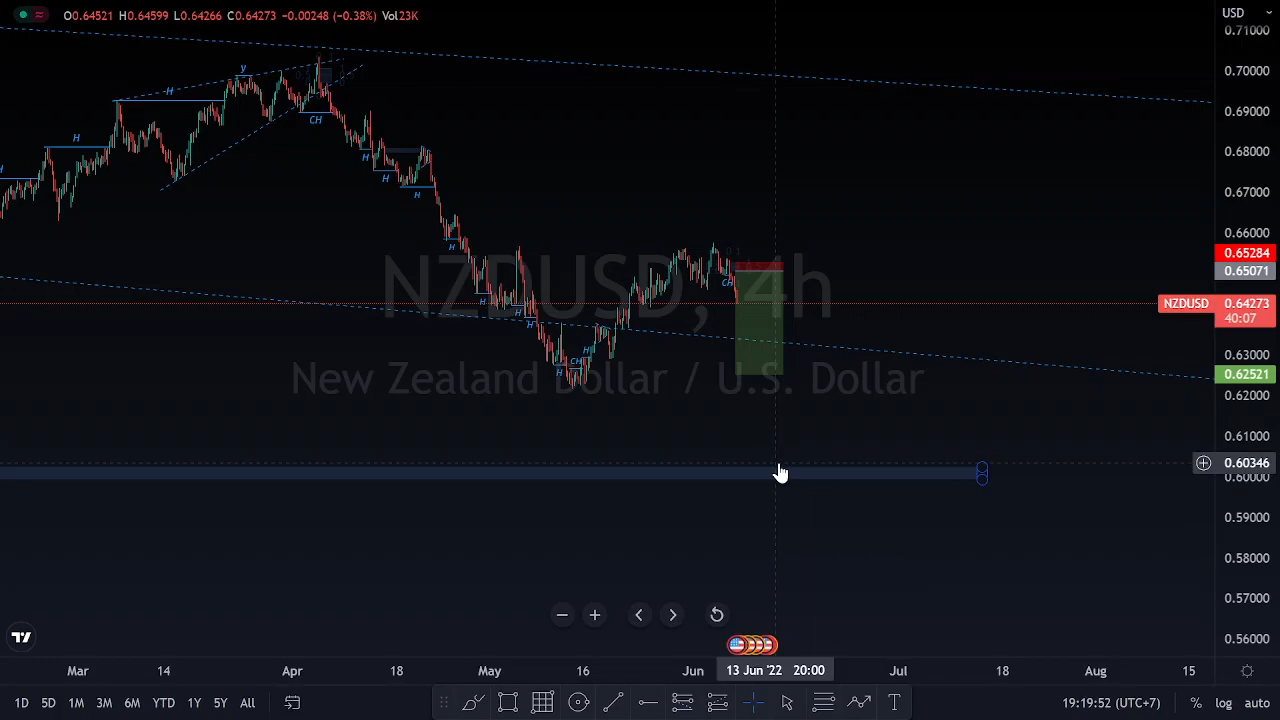 O0.64521 H0.64599 L0.64266 C0.64273 −0.00248 (−0.38%) Vol23K
USD
0.71000
0.70000
0.69000
0.68000
0.67000
0.66000
0.65284
0.65071
NZDUSD 0.64273
40:07
0.63000
0.62521
0.62000
0.61000
0.60346
0.60000
0.59000
0.58000
0.57000
0.56000
y
H
H
CH
H
H
H
H
H
H
H
H
CH
H
CH
NZDUSD, 4h
New Zealand Dollar / U.S. Dollar
Mar 14 Apr 18 May 16 Jun 13 Jun '22 20:00 Jul 18 Aug 15
1D 5D 1M 3M 6M YTD 1Y 5Y All
T
19:19:52 (UTC+7) % log auto